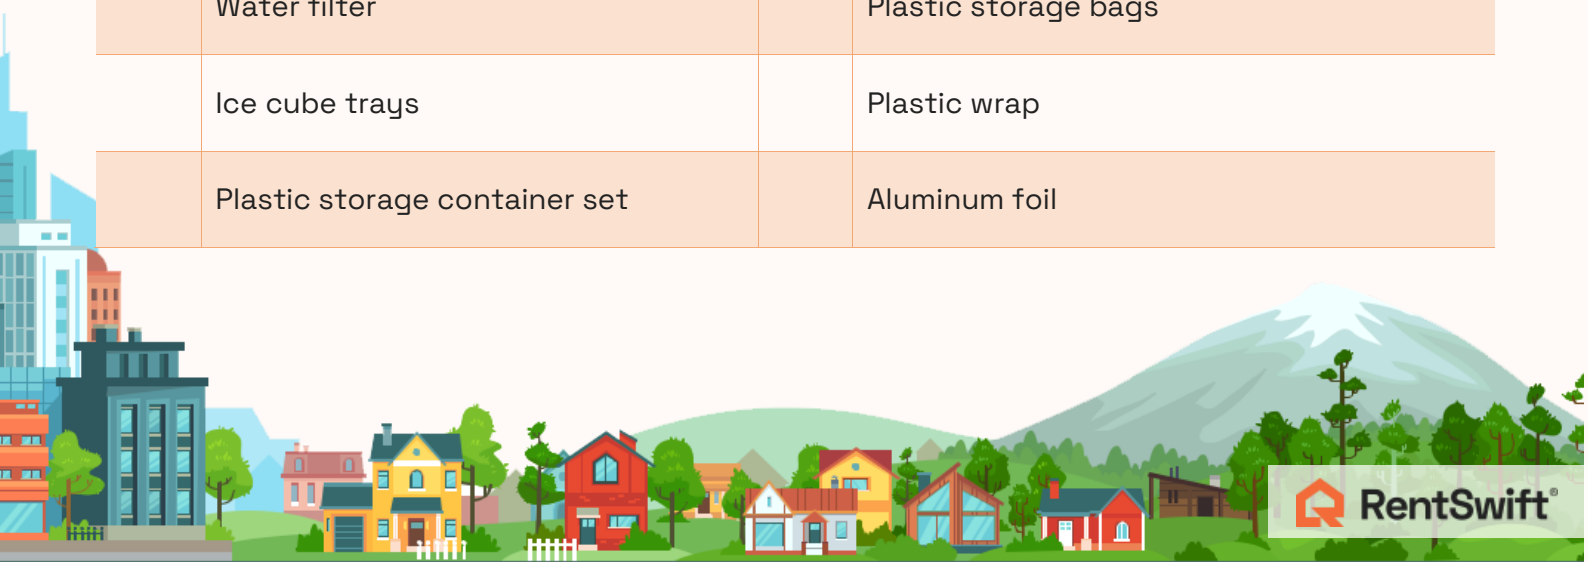 Water filter
Plastic storage bags
Ice cube trays
Plastic wrap
Plastic storage container set
Aluminum foil
RentSwift®